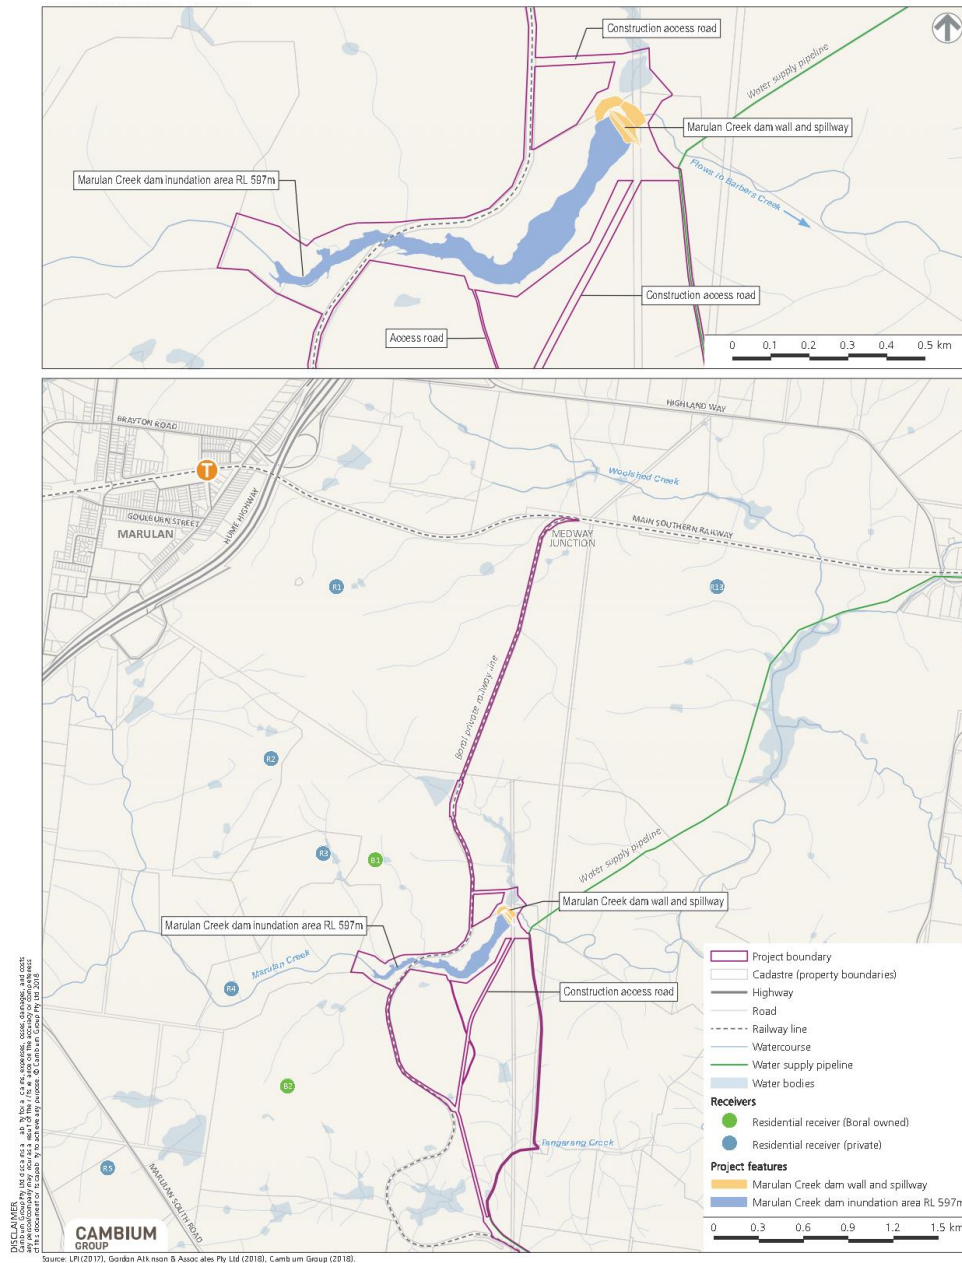 Construction access road
Water supply pipeline
Marulan Creek dam wall and spillway
Flows to Barbers Creek
Marulan Creek dam inundation area RL 597m
Construction access road
Access road
0 0.1 0.2 0.3 0.4 0.5 km
HIGHLAND WAY
BRAYTON ROAD
Woolshed Creek
T
GOULBURN STREET
HUME HIGHWAY
MARULAN
MAIN SOUTHERN RAILWAY
MEDWAY
JUNCTION
R1
R13
Boral private railway line
R2
Water supply pipeline
R3
B1
Marulan Creek dam wall and spillway
Marulan Creek dam inundation area RL 597m
Marulan Creek
R4
Construction access road
B2
Tangarang Creek
R5
MARULAN SOUTH ROAD
Project boundary
Cadastre (property boundaries)
Highway
Road
Railway line
Watercourse
Water supply pipeline
Water bodies
Receivers
Residential receiver (Boral owned)
Residential receiver (private)
Project features
Marulan Creek dam wall and spillway
Marulan Creek dam inundation area RL 597m
0 0.3 0.6 0.9 1.2 1.5 km
CAMBIUM
GROUP
DISCLAIMER
Source: LPI (2017), Gordon Atkinson & Associates Pty Ltd (2018), Cambium Group (2018).